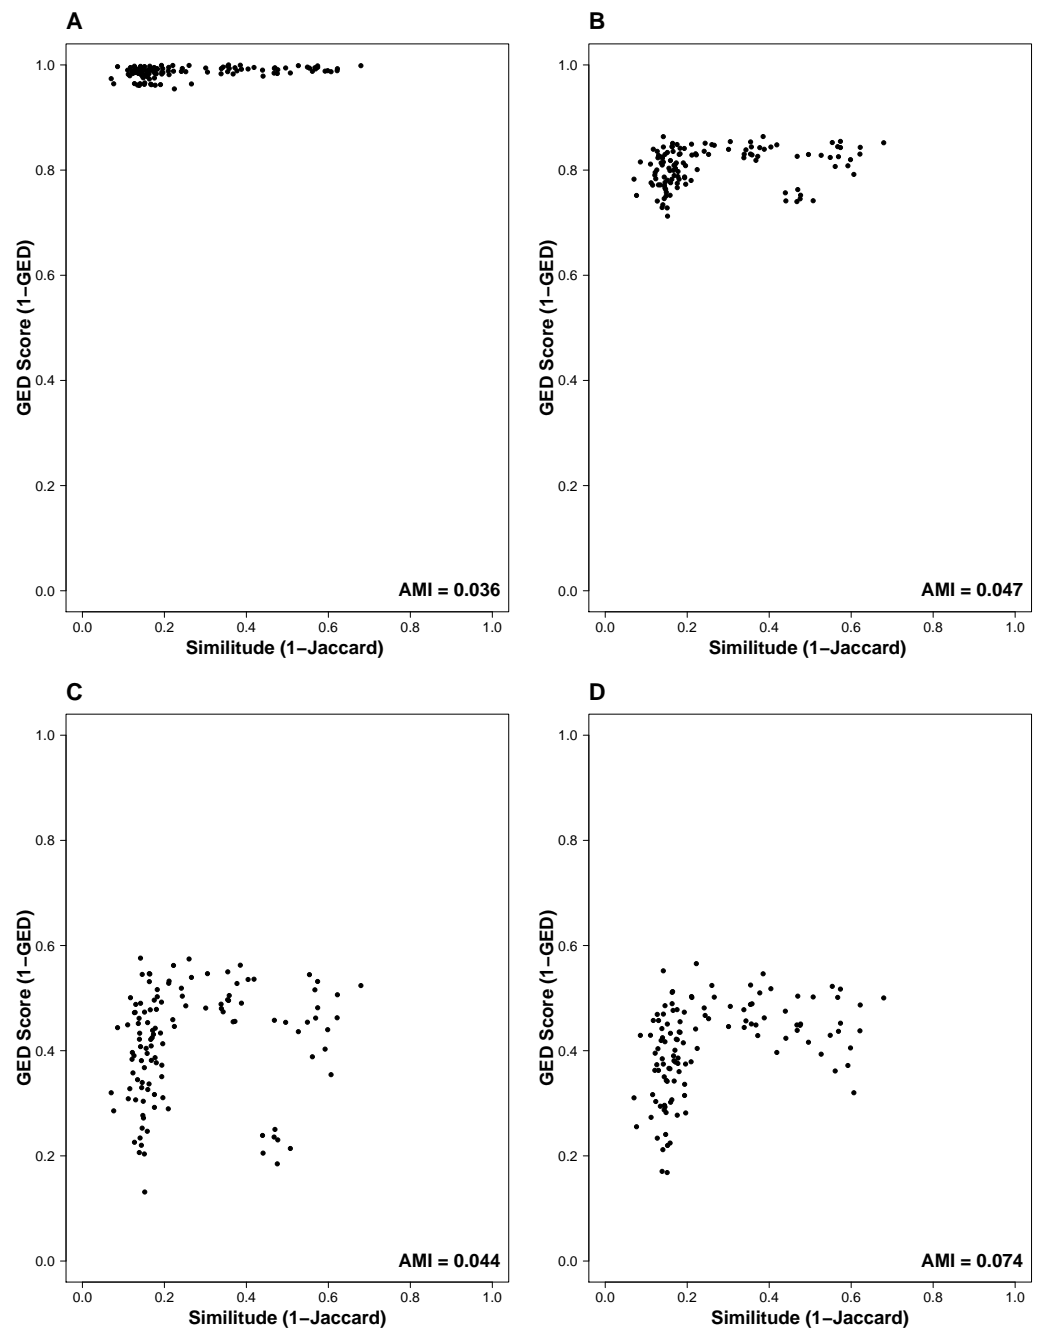 A
1.0
0.8
0.6
0.4
0.2
0.0
GED Score (1−GED)
AMI = 0.036
0.0 0.2 0.4 0.6 0.8 1.0
Similitude (1−Jaccard)
B
1.0
0.8
0.6
0.4
0.2
0.0
GED Score (1−GED)
AMI = 0.047
0.0 0.2 0.4 0.6 0.8 1.0
Similitude (1−Jaccard)
C
1.0
0.8
0.6
0.4
0.2
0.0
GED Score (1−GED)
AMI = 0.044
0.0 0.2 0.4 0.6 0.8 1.0
Similitude (1−Jaccard)
D
1.0
0.8
0.6
0.4
0.2
0.0
GED Score (1−GED)
AMI = 0.074
0.0 0.2 0.4 0.6 0.8 1.0
Similitude (1−Jaccard)